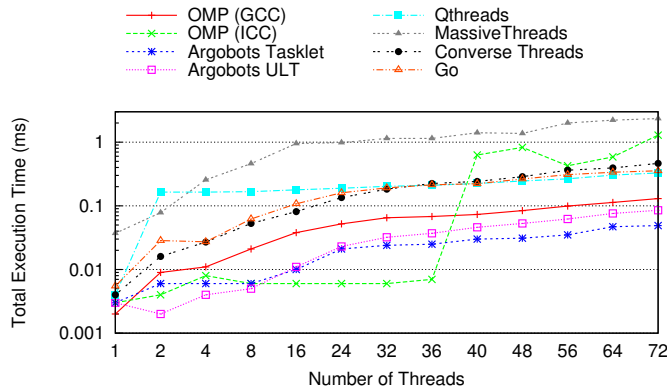 OMP (GCC)
OMP (ICC)
Argobots Tasklet
Argobots ULT
Qthreads
MassiveThreads
Converse Threads
Go
Total Execution Time (ms)
1
0.1
0.01
0.001
1 2 4 8 16 24 32 36 40 48 56 64 72
Number of Threads